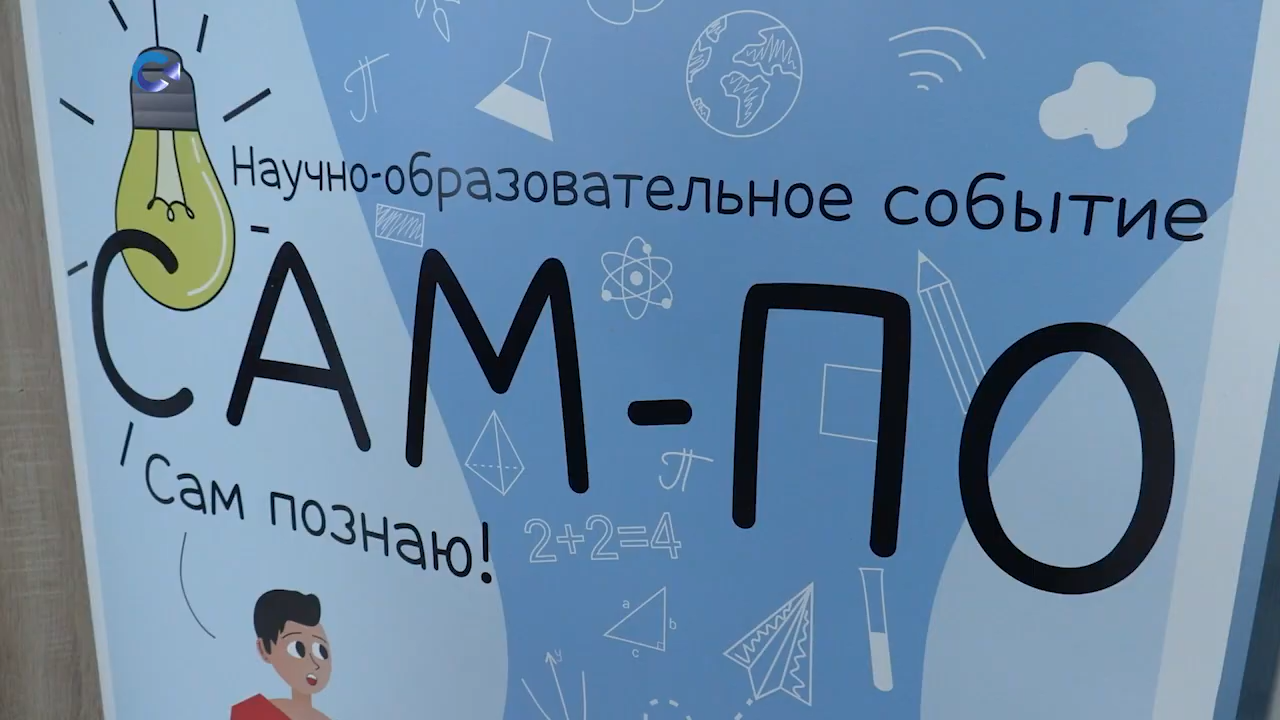 π
Научно-образовательное событие
САМ-ПО
π
Сам познаю!
2+2=4
a
b
c
y